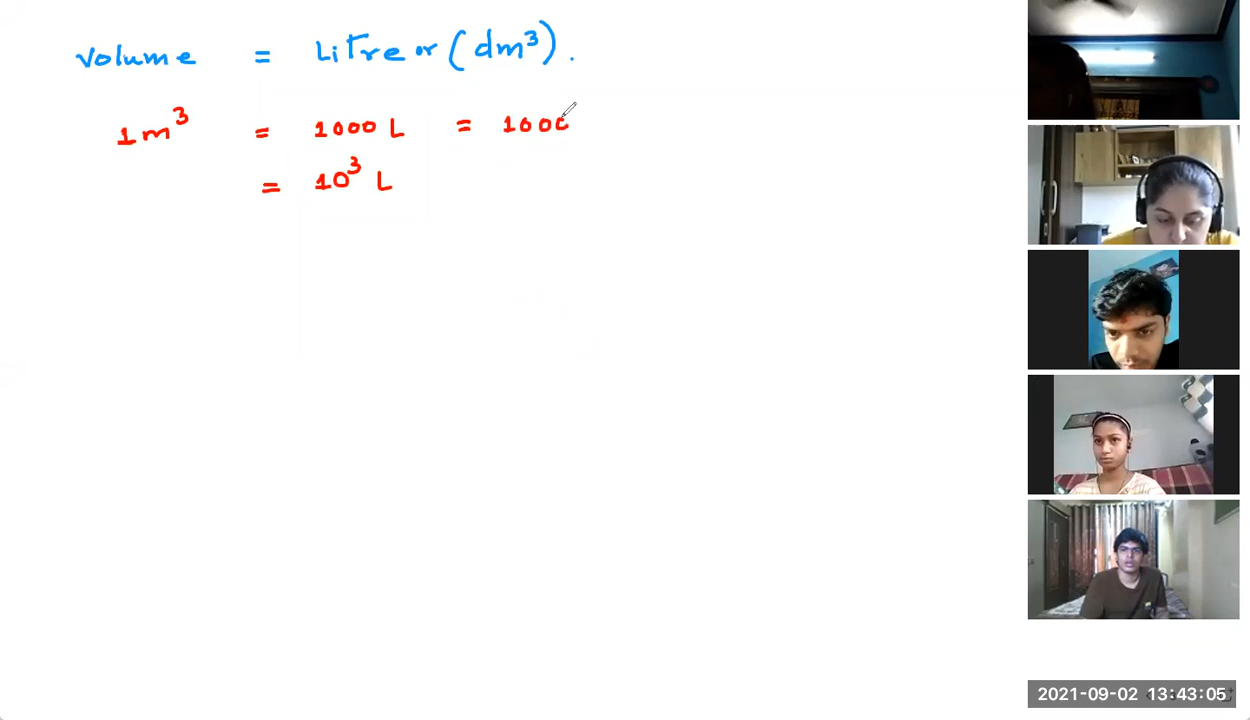 Volume = Litre or (dm³).
1m³ = 1000 L = 1000
= 10³ L
2021-09-02 13:43:05